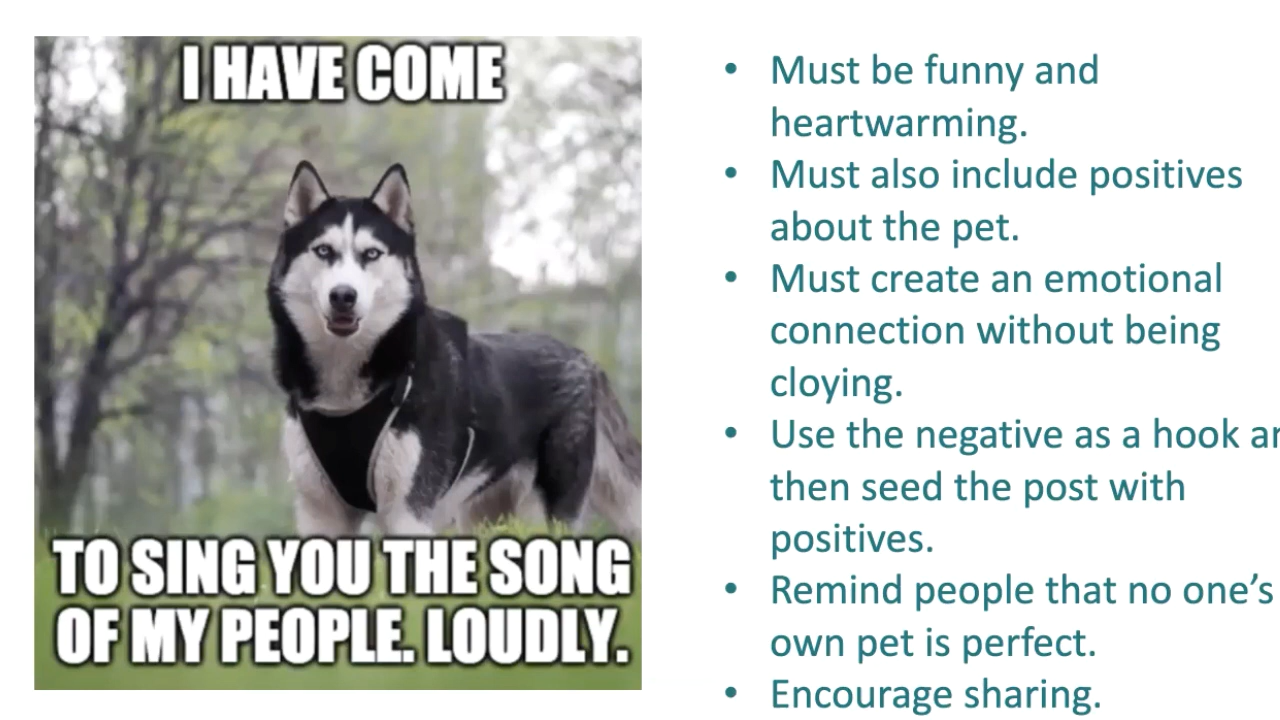 I HAVE COME
TO SING YOU THE SONG
OF MY PEOPLE. LOUDLY.
• Must be funny and
heartwarming.
• Must also include positives
about the pet.
• Must create an emotional
connection without being
cloying.
• Use the negative as a hook
then seed the post with
positives.
• Remind people that no one’s
own pet is perfect.
• Encourage sharing.